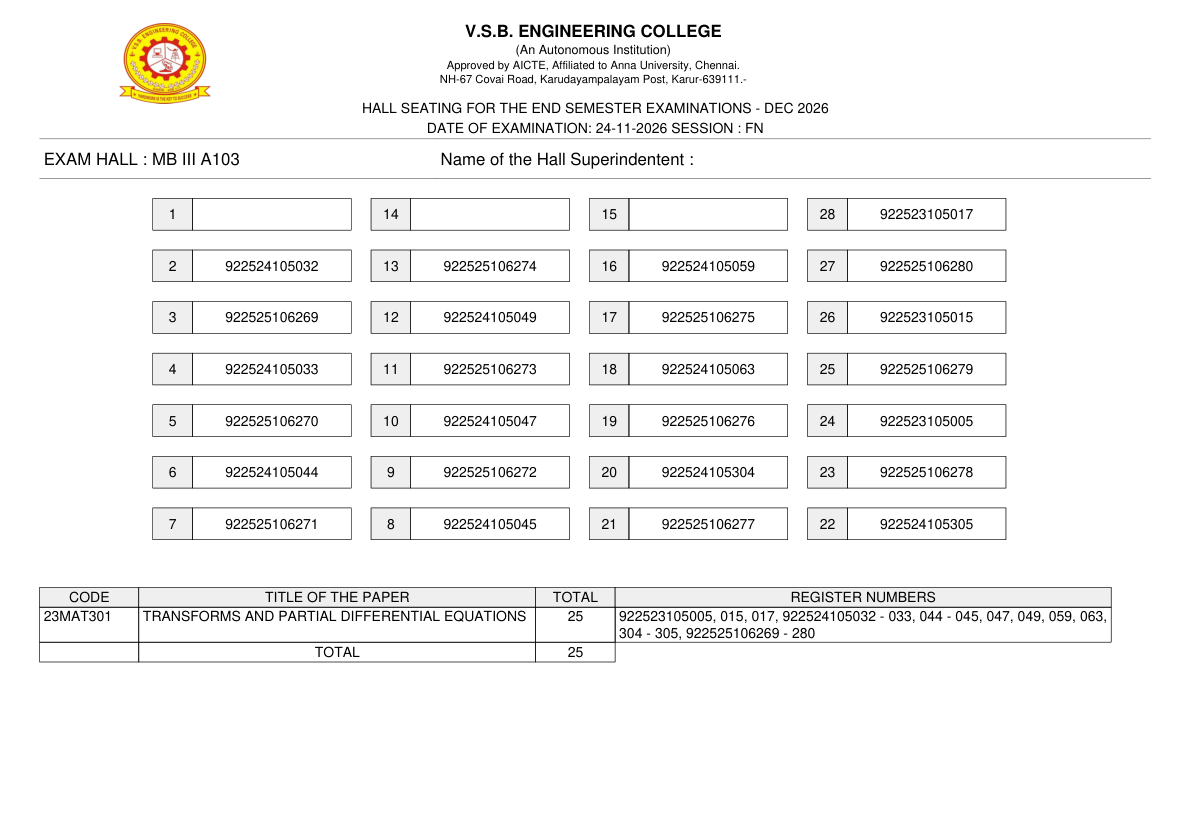 V.S.B. ENGINEERING COLLEGE
(An Autonomous Institution)
Approved by AICTE, Affiliated to Anna University, Chennai.
NH-67 Covai Road, Karudayampalayam Post, Karur-639111.-
HALL SEATING FOR THE END SEMESTER EXAMINATIONS - DEC 2026
DATE OF EXAMINATION: 24-11-2026 SESSION : FN
EXAM HALL : MB III A103 Name of the Hall Superintendent :
1 14 15 28 922523105017
2 922524105032 13 922525106274 16 922524105059 27 922525106280
3 922525106269 12 922524105049 17 922525106275 26 922523105015
4 922524105033 11 922525106273 18 922524105063 25 922525106279
5 922525106270 10 922524105047 19 922525106276 24 922523105005
6 922524105044 9 922525106272 20 922524105304 23 922525106278
7 922525106271 8 922524105045 21 922525106277 22 922524105305
CODE TITLE OF THE PAPER TOTAL REGISTER NUMBERS
23MAT301 TRANSFORMS AND PARTIAL DIFFERENTIAL EQUATIONS 25 922523105005, 015, 017, 922524105032 - 033, 044 - 045, 047, 049, 059, 063,
304 - 305, 922525106269 - 280
TOTAL 25